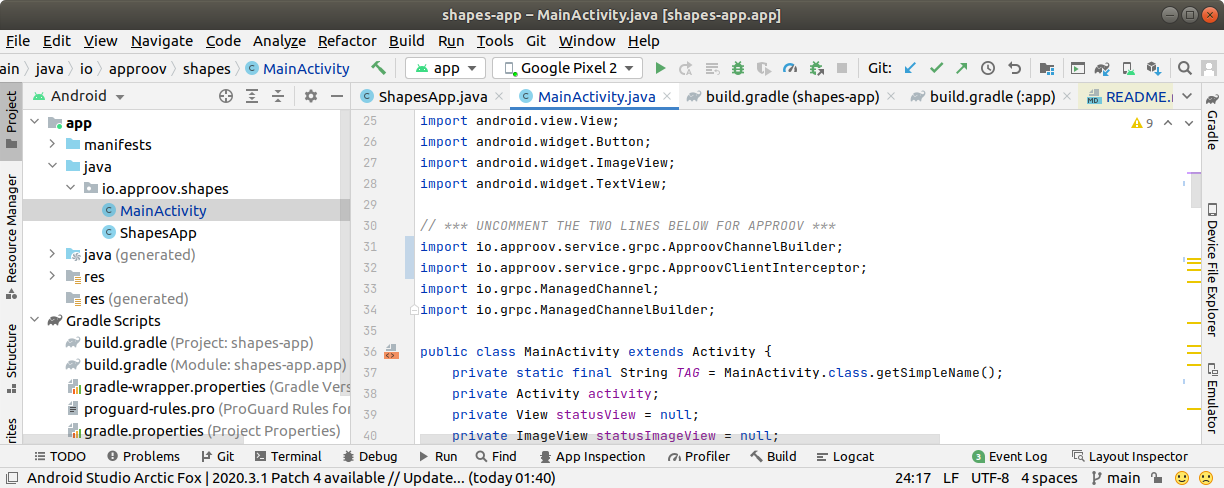 shapes-app – MainActivity.java [shapes-app.app]
File Edit View Navigate Code Analyze Refactor Build Run Tools Git Window Help
ain java io approov shapes MainActivity app Google Pixel 2 Git:
Project Android ShapesApp.java MainActivity.java build.gradle (shapes-app) build.gradle (:app) README. Gradle
app
manifests
java
io.approov.shapes
MainActivity
ShapesApp
java (generated)
res
res (generated)
Gradle Scripts
build.gradle (Project: shapes-app)
build.gradle (Module: shapes-app.app)
gradle-wrapper.properties (Gradle Vers
proguard-rules.pro (ProGuard Rules for
gradle.properties (Project Properties)
Resource Manager
Structure
rites
25 import android.view.View;
26 import android.widget.Button;
27 import android.widget.ImageView;
28 import android.widget.TextView;
29
30 // *** UNCOMMENT THE TWO LINES BELOW FOR APPROOV ***
31 import io.approov.service.grpc.ApproovChannelBuilder;
32 import io.approov.service.grpc.ApproovClientInterceptor;
33 import io.grpc.ManagedChannel;
34 import io.grpc.ManagedChannelBuilder;
35
36 public class MainActivity extends Activity {
37 private static final String TAG = MainActivity.class.getSimpleName();
38 private Activity activity;
39 private View statusView = null;
40 private ImageView statusImageView = null;
9
Device File Explorer
Emulator
TODO Problems Git Terminal Debug Run Find App Inspection Profiler Build Logcat 3 Event Log Layout Inspector
Android Studio Arctic Fox | 2020.3.1 Patch 4 available // Update... (today 01:40) 24:17 LF UTF-8 4 spaces main